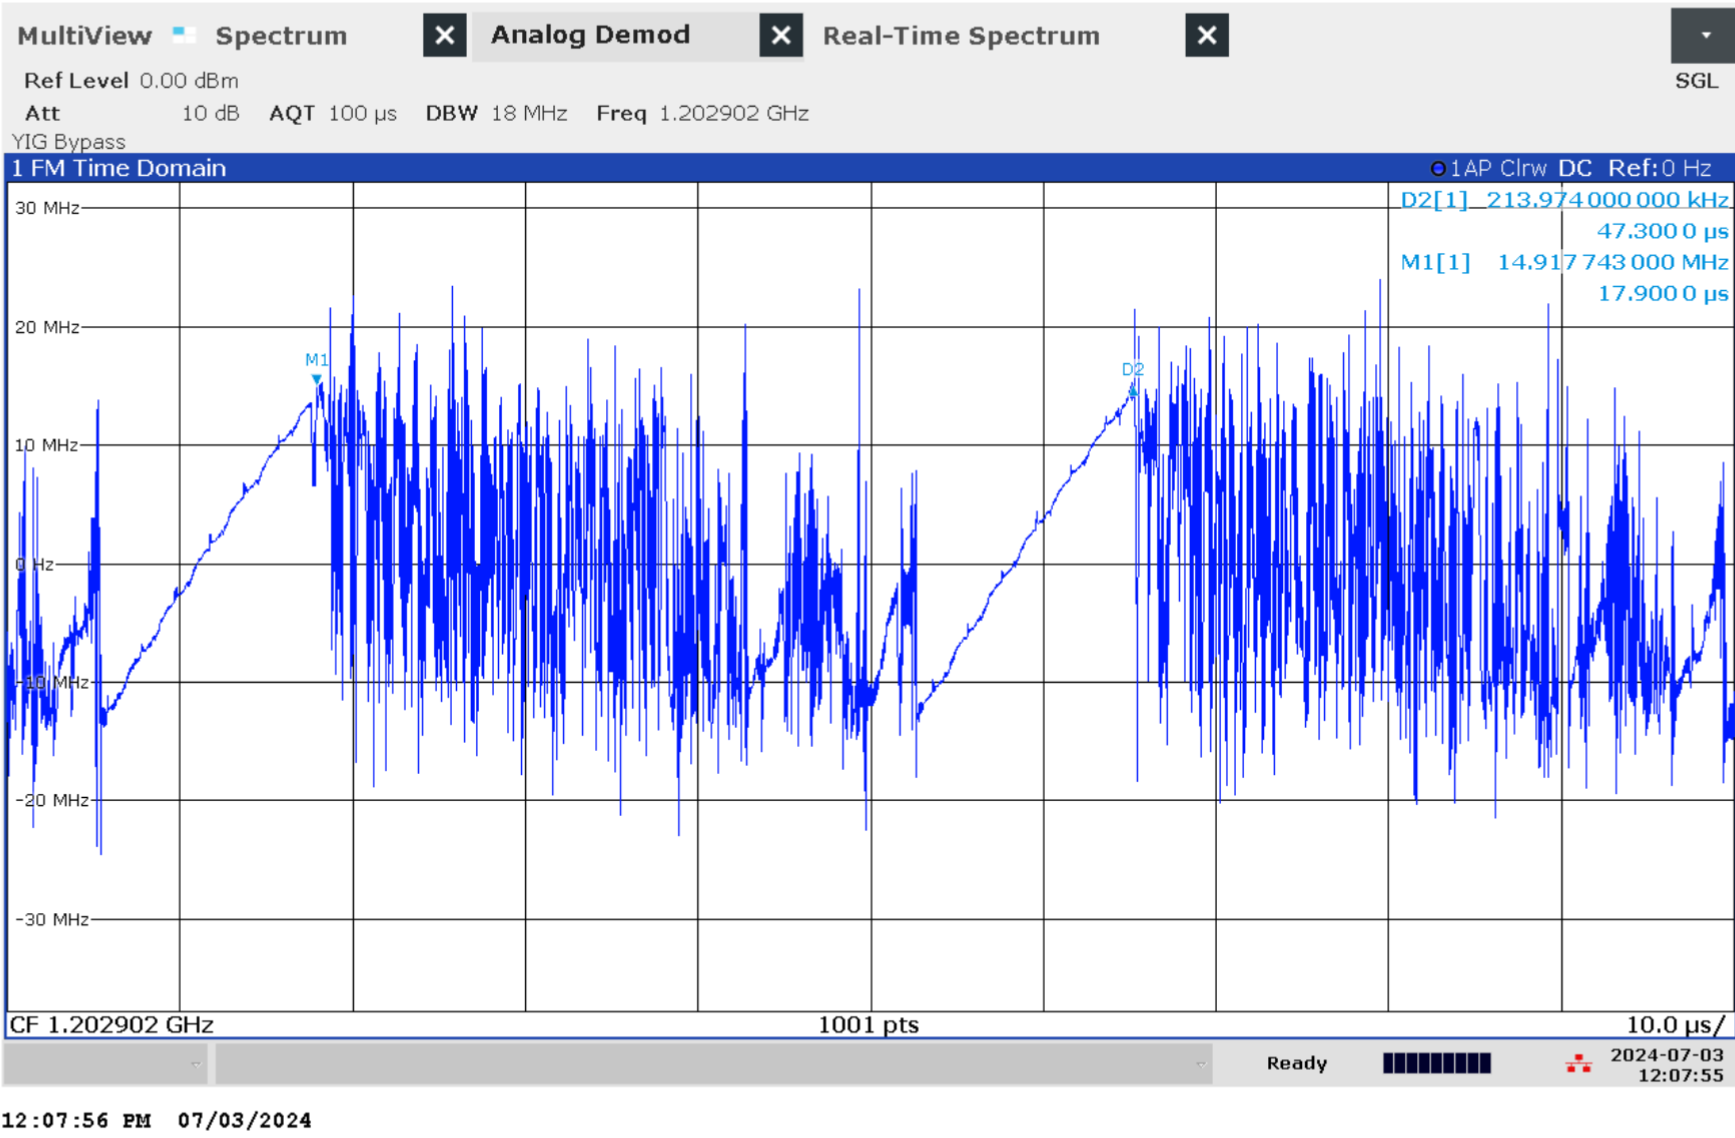 MultiView Spectrum Analog Demod Real-Time Spectrum
Ref Level 0.00 dBm SGL
Att 10 dB AQT 100 µs DBW 18 MHz Freq 1.202902 GHz
YIG Bypass
1 FM Time Domain 1AP Clrw DC Ref:0 Hz
D2[1] 213.974 000 000 kHz
47.300 0 µs
M1[1] 14.917 743 000 MHz
17.900 0 µs
30 MHz
20 MHz
M1
D2
10 MHz
0 Hz
-10 MHz
-20 MHz
-30 MHz
CF 1.202902 GHz 1001 pts 10.0 µs/
Ready 2024-07-03
12:07:55
12:07:56 PM 07/03/2024